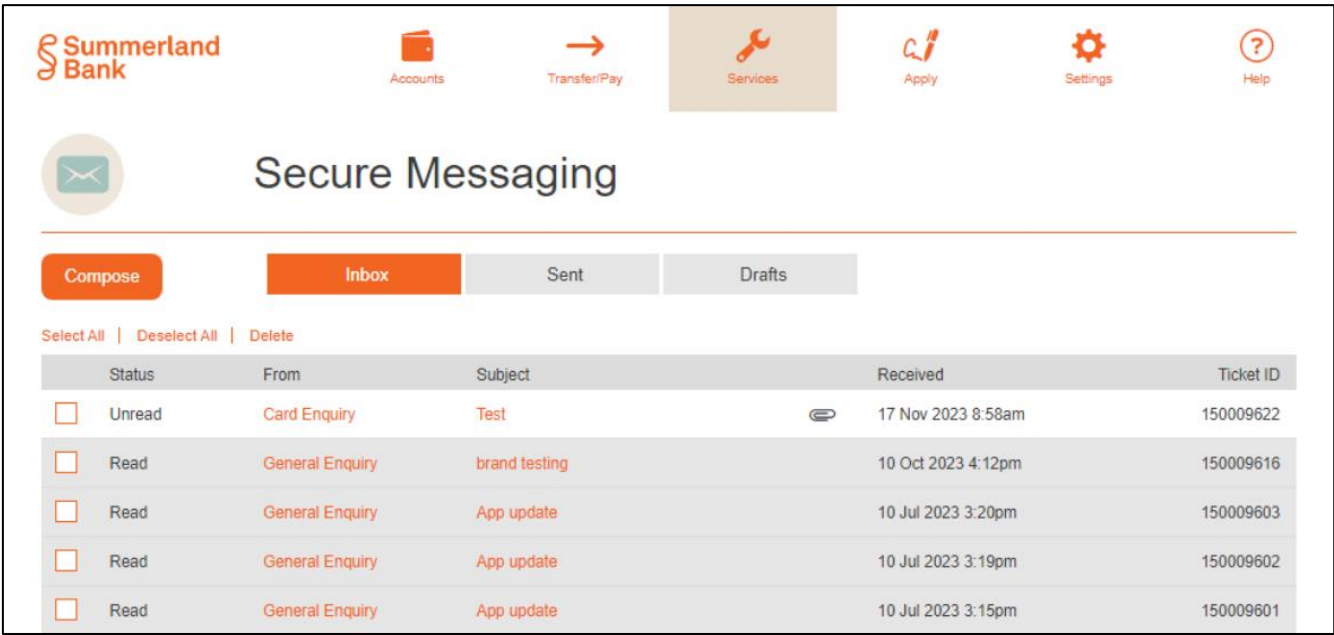 Summerland
Bank
Accounts Transfer/Pay Services Apply Settings ? Help
Secure Messaging
Compose Inbox Sent Drafts
Select All | Deselect All | Delete
Status From Subject Received Ticket ID
Unread Card Enquiry Test 17 Nov 2023 8:58am 150009622
Read General Enquiry brand testing 10 Oct 2023 4:12pm 150009616
Read General Enquiry App update 10 Jul 2023 3:20pm 150009603
Read General Enquiry App update 10 Jul 2023 3:19pm 150009602
Read General Enquiry App update 10 Jul 2023 3:15pm 150009601